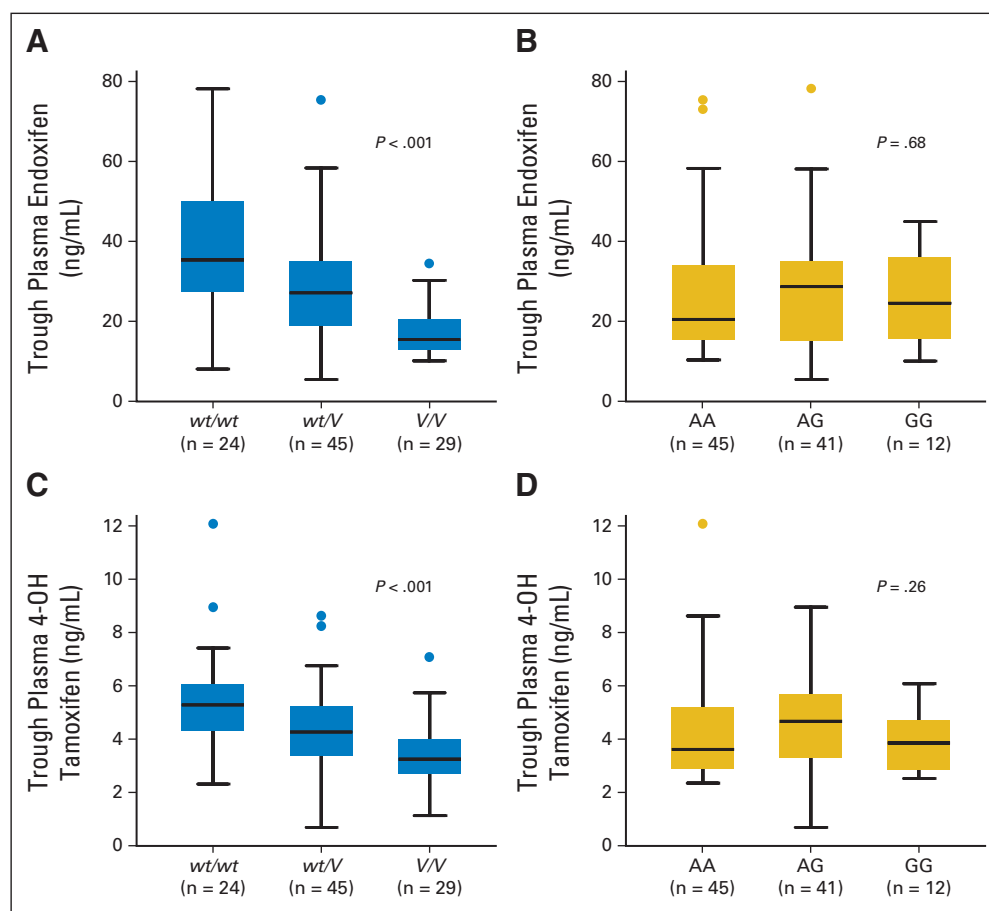 A
Trough Plasma Endoxifen
(ng/mL)
80
60
40
20
0
P < .001
wt/wt
(n = 24)
wt/V
(n = 45)
V/V
(n = 29)
B
Trough Plasma Endoxifen
(ng/mL)
80
60
40
20
0
P = .68
AA
(n = 45)
AG
(n = 41)
GG
(n = 12)
C
Trough Plasma 4-OH
Tamoxifen (ng/mL)
12
10
8
6
4
2
0
P < .001
wt/wt
(n = 24)
wt/V
(n = 45)
V/V
(n = 29)
D
Trough Plasma 4-OH
Tamoxifen (ng/mL)
12
10
8
6
4
2
0
P = .26
AA
(n = 45)
AG
(n = 41)
GG
(n = 12)